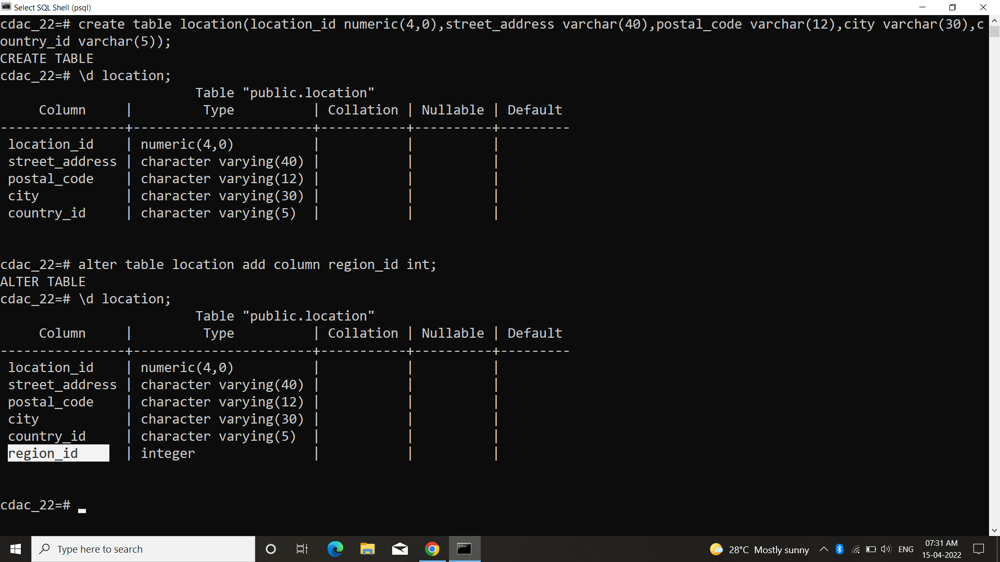 Select SQL Shell (psql)
cdac_22=# create table location(location_id numeric(4,0),street_address varchar(40),postal_code varchar(12),city varchar(30),c
ountry_id varchar(5));
CREATE TABLE
cdac_22=# \d location;
                         Table "public.location"
     Column     |         Type          | Collation | Nullable | Default
----------------+-----------------------+-----------+----------+---------
 location_id    | numeric(4,0)          |           |          |
 street_address | character varying(40) |           |          |
 postal_code    | character varying(12) |           |          |
 city           | character varying(30) |           |          |
 country_id     | character varying(5)  |           |          |
cdac_22=# alter table location add column region_id int;
ALTER TABLE
cdac_22=# \d location;
                         Table "public.location"
     Column     |         Type          | Collation | Nullable | Default
----------------+-----------------------+-----------+----------+---------
 location_id    | numeric(4,0)          |           |          |
 street_address | character varying(40) |           |          |
 postal_code    | character varying(12) |           |          |
 city           | character varying(30) |           |          |
 country_id     | character varying(5)  |           |          |
 region_id      | integer               |           |          |
cdac_22=#
Type here to search
28°C Mostly sunny
ENG
07:31 AM
15-04-2022